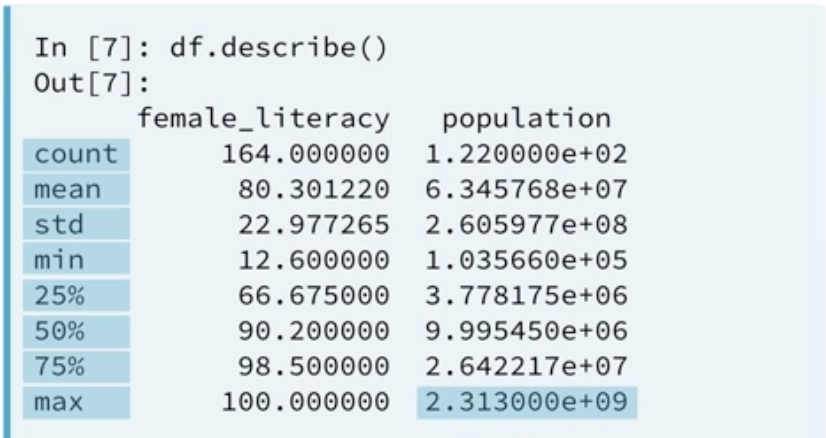 In [7]: df.describe()
Out[7]:
female_literacy population
count 164.000000 1.220000e+02
mean 80.301220 6.345768e+07
std 22.977265 2.605977e+08
min 12.600000 1.035660e+05
25% 66.675000 3.778175e+06
50% 90.200000 9.995450e+06
75% 98.500000 2.642217e+07
max 100.000000 2.313000e+09